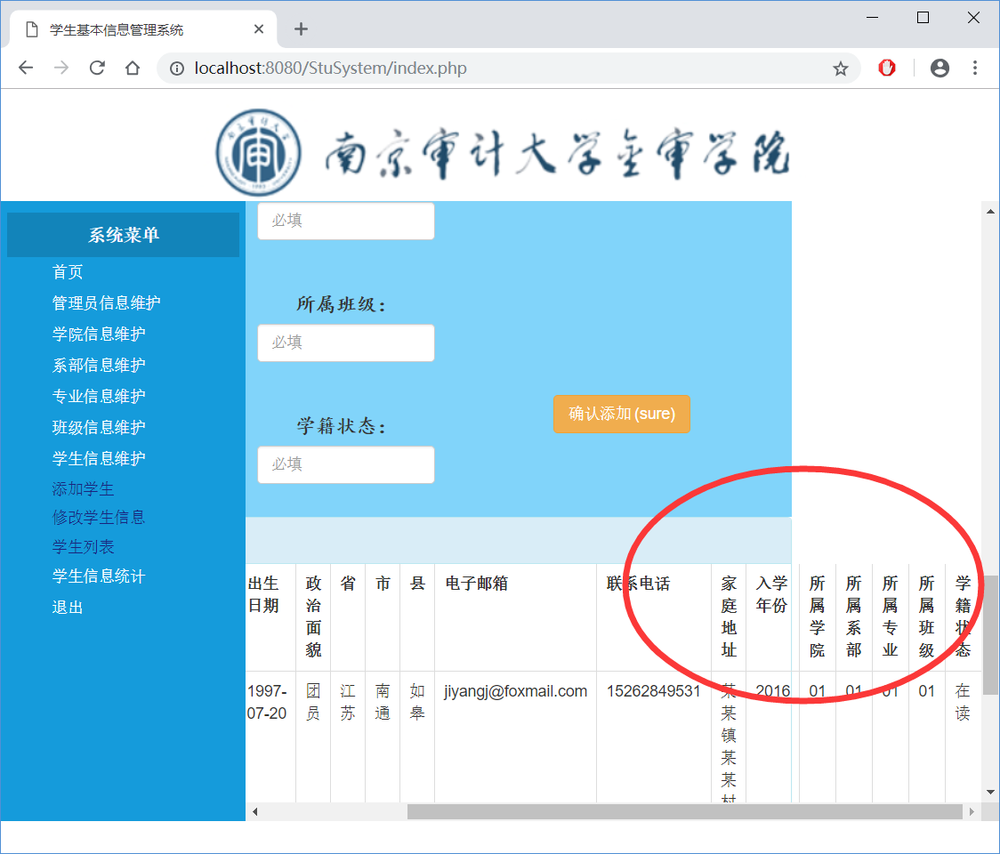 学生基本信息管理系统
localhost:8080/StuSystem/index.php
南京审计大学金审学院
系统菜单
首页
管理员信息维护
学院信息维护
系部信息维护
专业信息维护
班级信息维护
学生信息维护
添加学生
修改学生信息
学生列表
学生信息统计
退出
必填
所属班级：
必填
学籍状态：
必填
确认添加 (sure)
出生日期 政治面貌 省 市 县 电子邮箱 联系电话 家庭地址 入学年份 所属学院 所属系部 所属专业 所属班级 学籍状态
1997-07-20 团员 江苏 南通 如皋 jiyangj@foxmail.com 15262849531 某某镇某某村 2016 01 01 01 01 在读